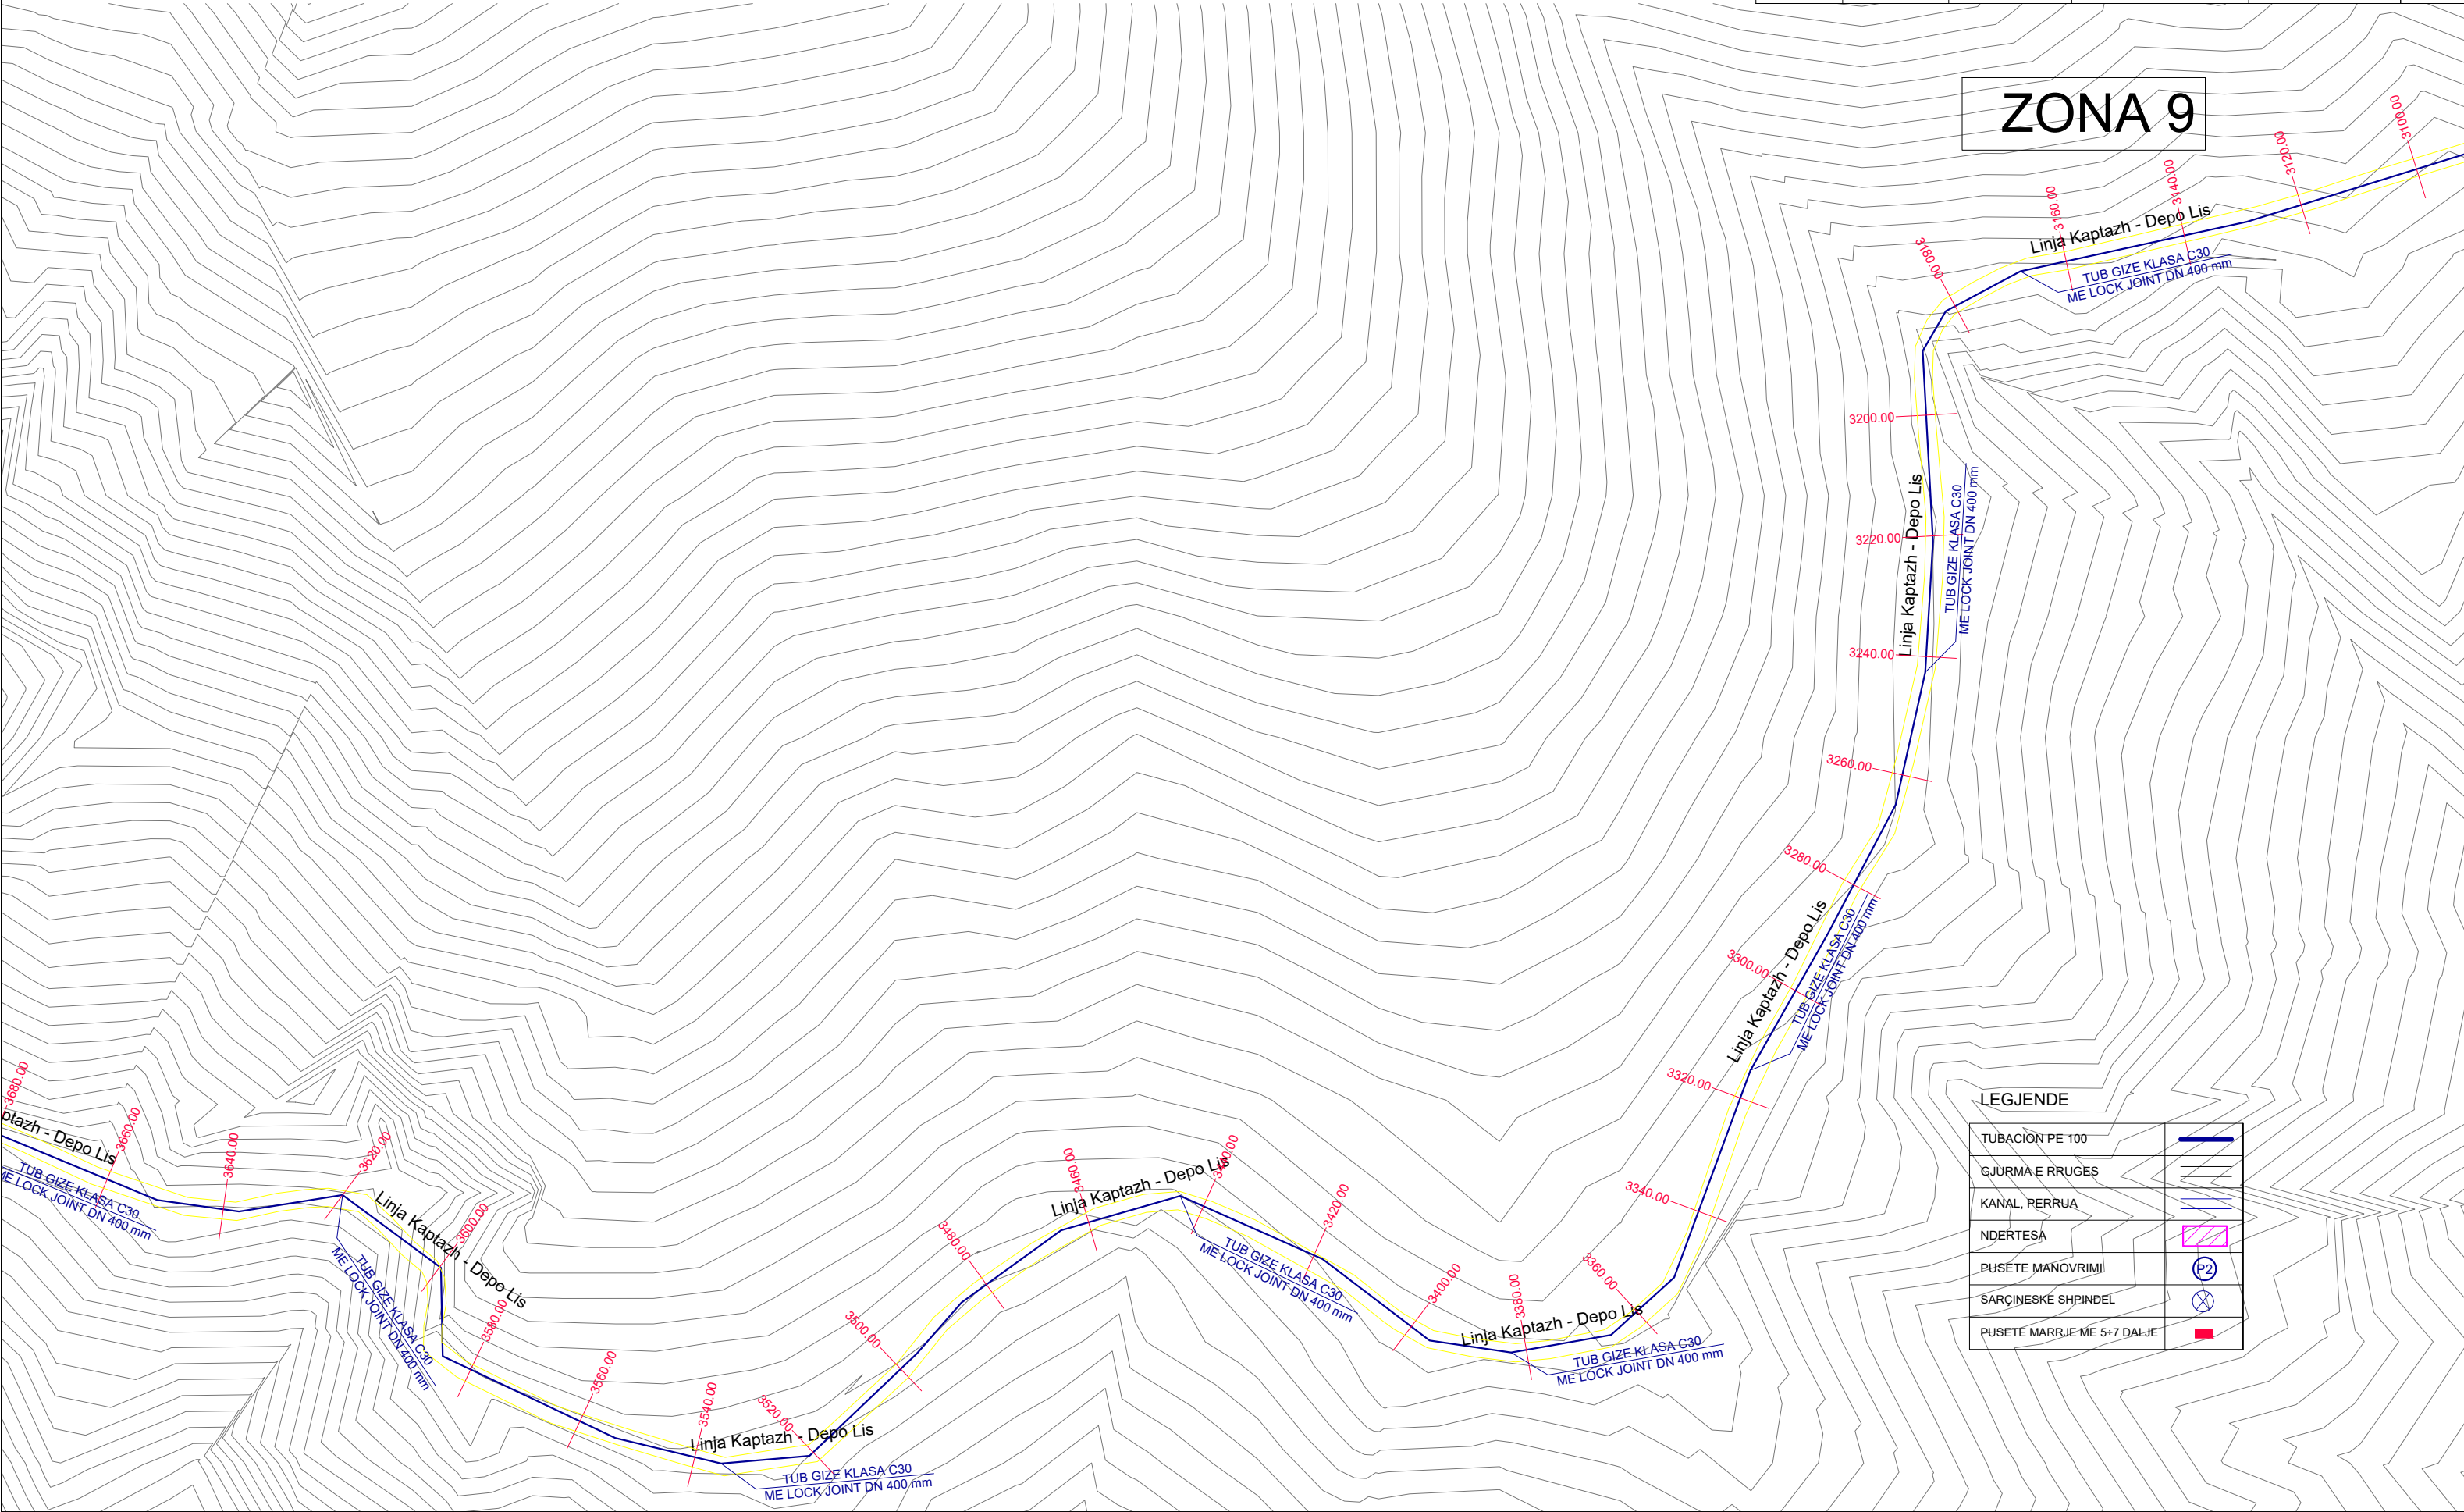 ZONA 9
3100.00
3120.00
3140.00
3160.00
Linja Kaptazh - Depo Lis
TUB GIZE KLASA C30
ME LOCK JOINT DN 400 mm
3180.00
3200.00
3220.00
Linja Kaptazh - Depo Lis
TUB GIZE KLASA C30
ME LOCK JOINT DN 400 mm
3240.00
3260.00
3280.00
3300.00
Linja Kaptazh - Depo Lis
TUB GIZE KLASA C30
ME LOCK JOINT DN 400 mm
3320.00
3340.00
3360.00
3380.00
Linja Kaptazh - Depo Lis
TUB GIZE KLASA C30
ME LOCK JOINT DN 400 mm
3400.00
3420.00
TUB GIZE KLASA C30
ME LOCK JOINT DN 400 mm
3440.00
Linja Kaptazh - Depo Lis
3460.00
3480.00
3500.00
3520.00
Linja Kaptazh - Depo Lis
TUB GIZE KLASA C30
ME LOCK JOINT DN 400 mm
3540.00
3560.00
3580.00
3600.00
Linja Kaptazh - Depo Lis
TUB GIZE KLASA C30
ME LOCK JOINT DN 400 mm
3620.00
3640.00
3660.00
3680.00
ptazh - Depo Lis
TUB GIZE KLASA C30
ME LOCK JOINT DN 400 mm
LEGJENDE
TUBACION PE 100
GJURMA E RRUGES
KANAL, PERRUA
NDERTESA
PUSETE MANOVRIMI P2
SARÇINESKE SHPINDEL
PUSETE MARRJE ME 5÷7 DALJE